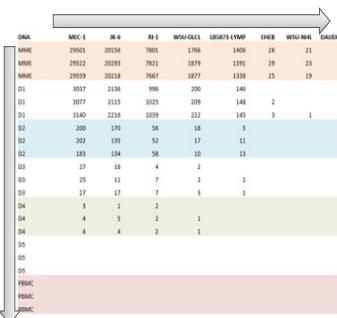 DNA MEC-1 JK-6 RI-1 WSU-DLCL LB5871-LYMP EHEB WSU-NHL DAUDI
MME 29501 20156 7801 1766 1406 28 21
MME 29522 20293 7821 1879 1391 29 23
MME 29559 20218 7667 1877 1338 25 19
D1 3037 2136 996 200 146
D1 3077 2115 1025 209 148 2
D1 3140 2216 1039 222 145 3 1
D2 200 170 56 18 5
D2 202 135 52 17 11
D2 183 134 58 10 13
D3 27 16 4 2
D3 25 11 7 2 2
D3 27 17 7 3 1
D4 3 1 2
D4 4 5 2 1
D4 4 4 2 1
D5
D5
D5
PBMC
PBMC
PBMC